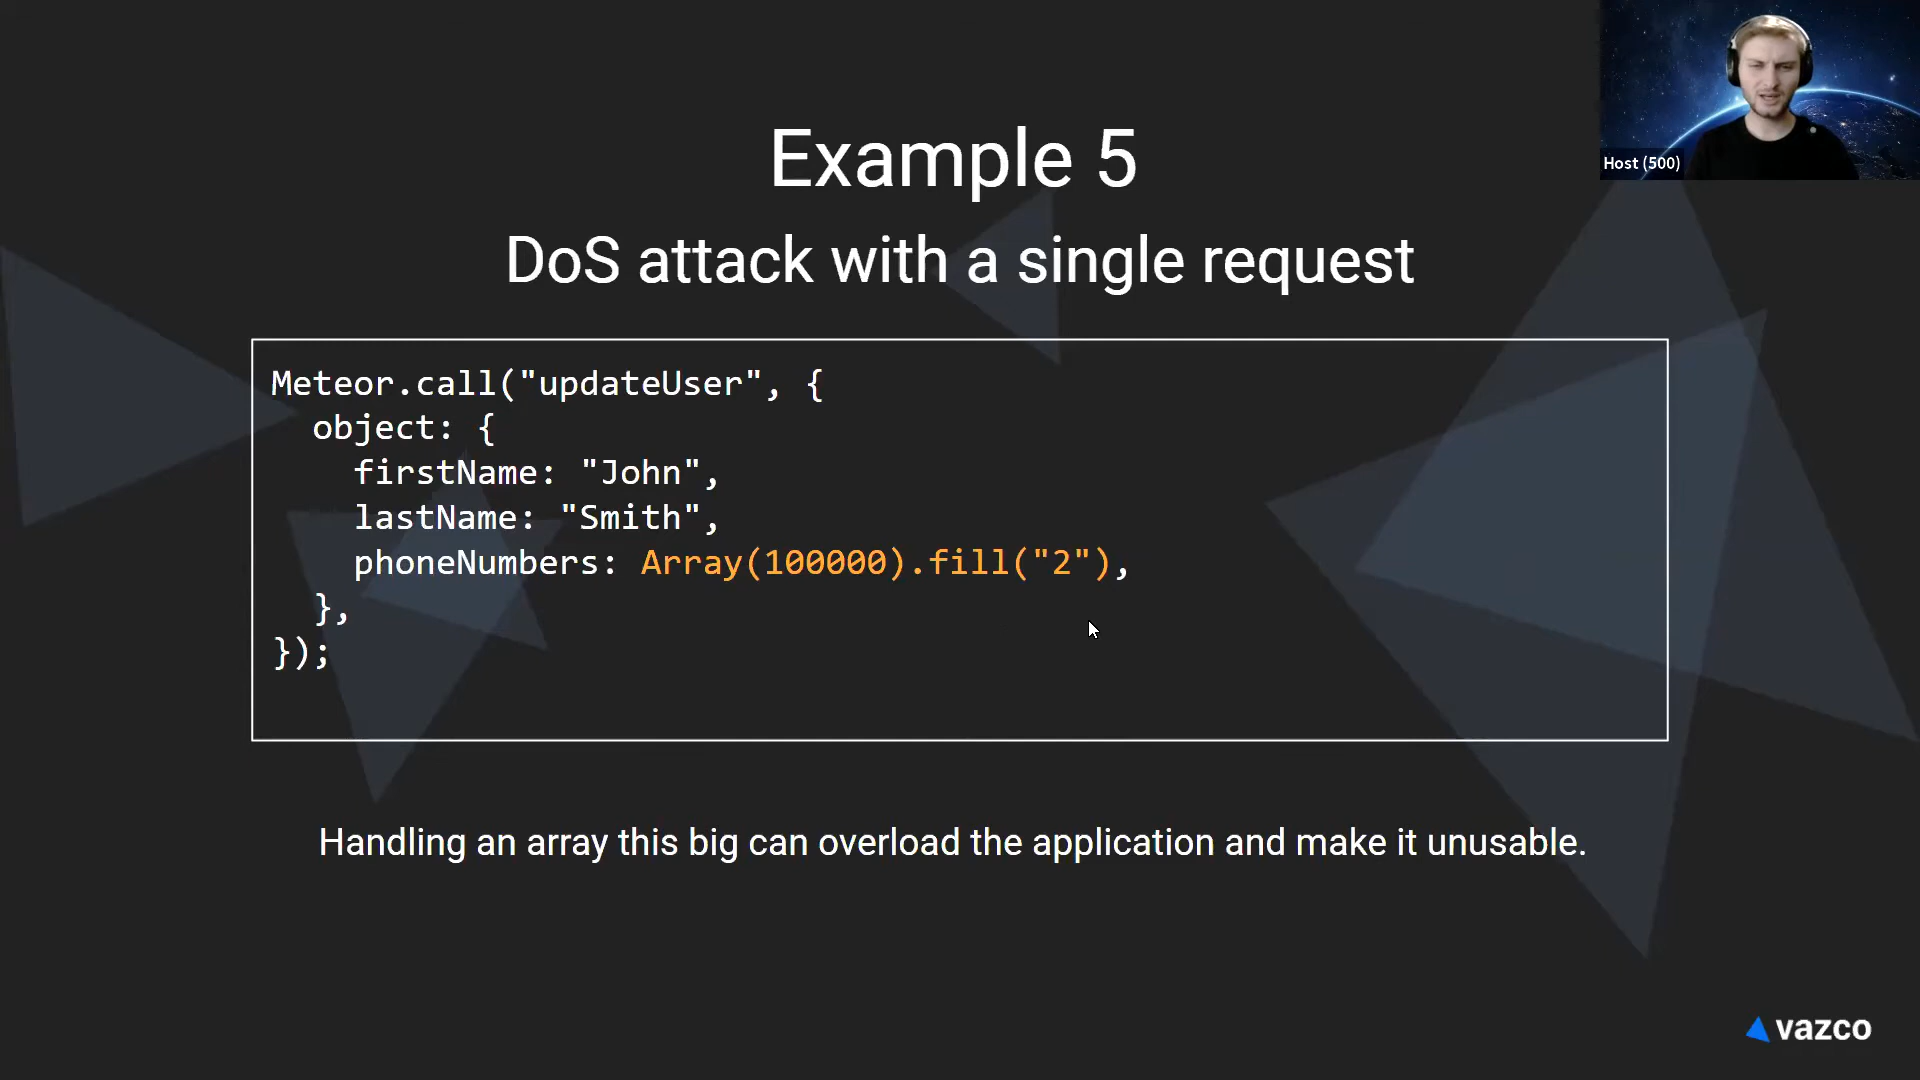 Host (500)
Example 5
DoS attack with a single request
Meteor.call("updateUser", {
  object: {
    firstName: "John",
    lastName: "Smith",
    phoneNumbers: Array(100000).fill("2"),
  },
});
Handling an array this big can overload the application and make it unusable.
vazco